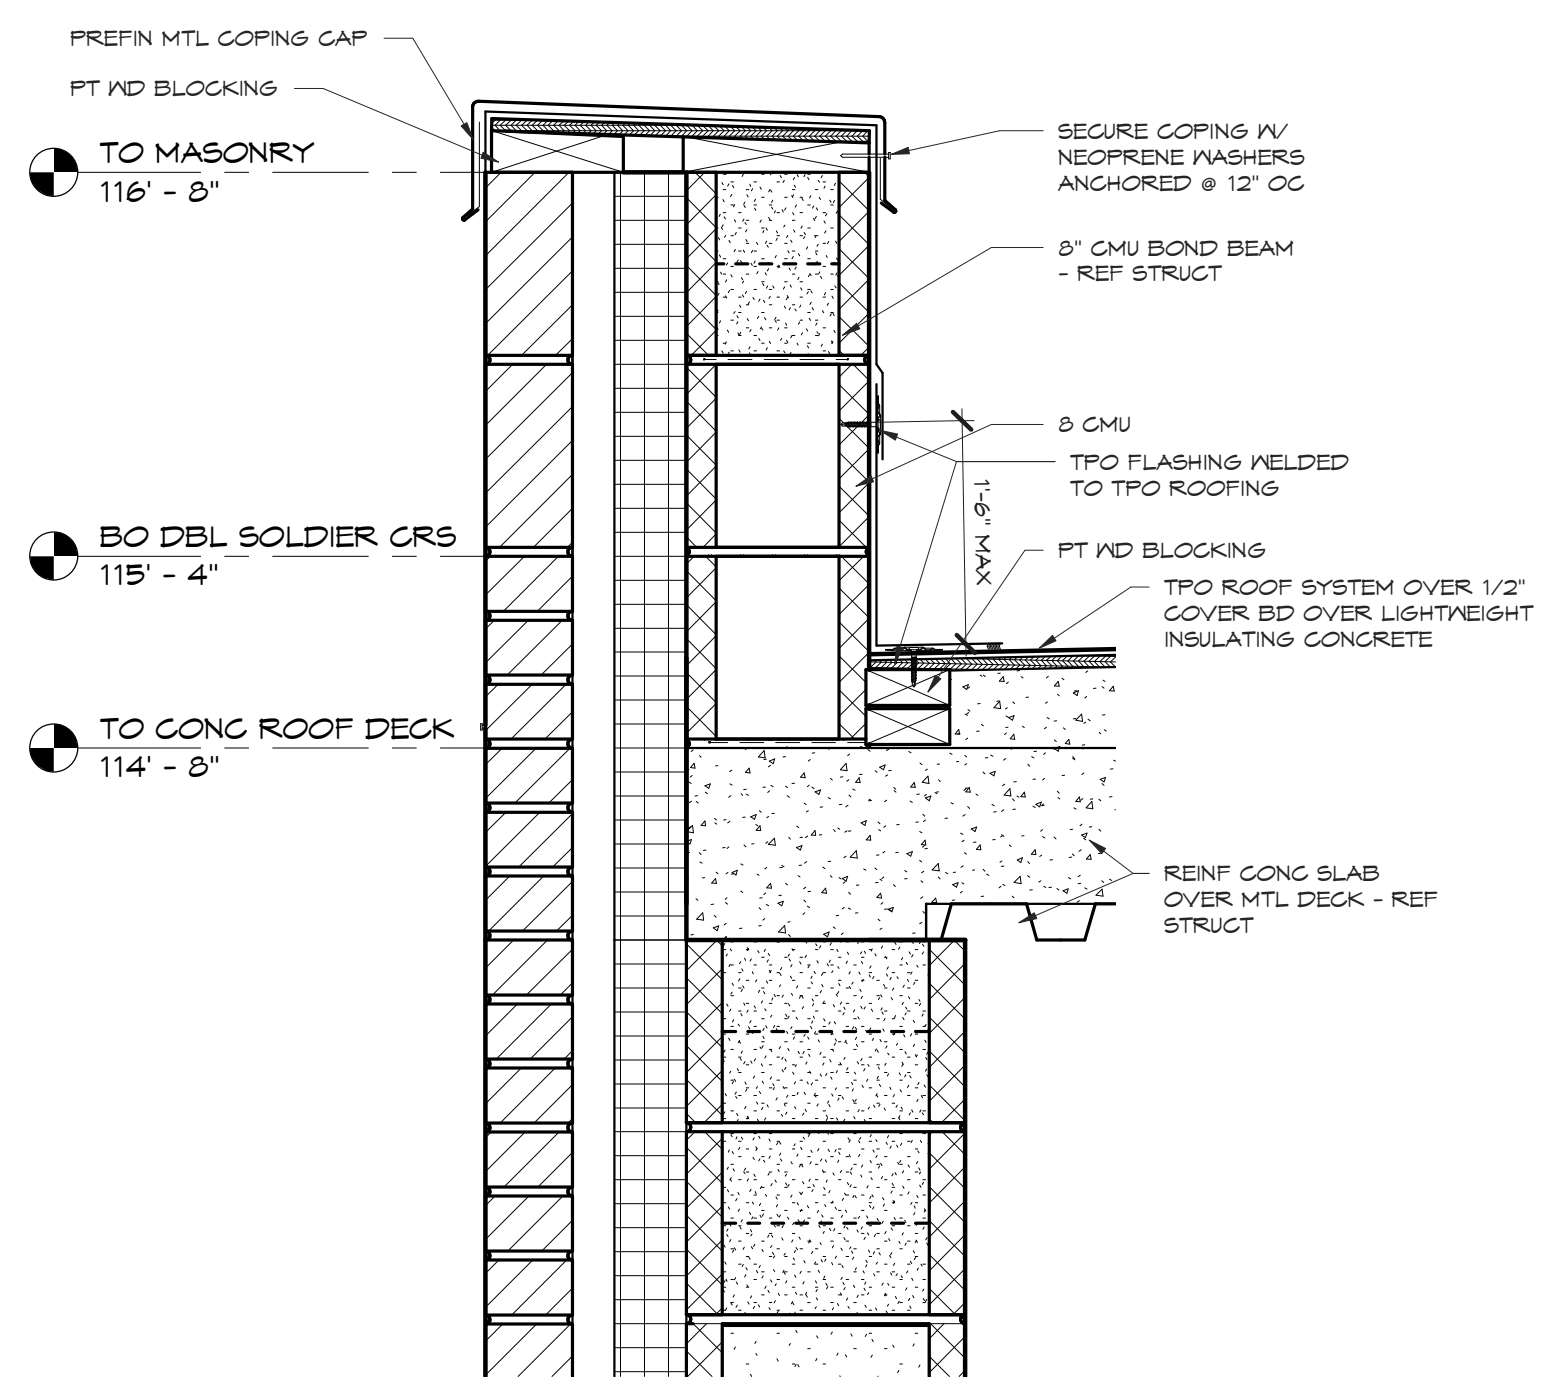 PREFIN MTL COPING CAP
PT WD BLOCKING
TO MASONRY
116' - 8"
BO DBL SOLDIER CRS
115' - 4"
TO CONC ROOF DECK
114' - 8"
SECURE COPING W/
NEOPRENE WASHERS
ANCHORED @ 12" OC
8" CMU BOND BEAM
- REF STRUCT
8 CMU
TPO FLASHING WELDED
TO TPO ROOFING
1'-6" MAX
PT WD BLOCKING
TPO ROOF SYSTEM OVER 1/2"
COVER BD OVER LIGHTWEIGHT
INSULATING CONCRETE
REINF CONC SLAB
OVER MTL DECK - REF
STRUCT